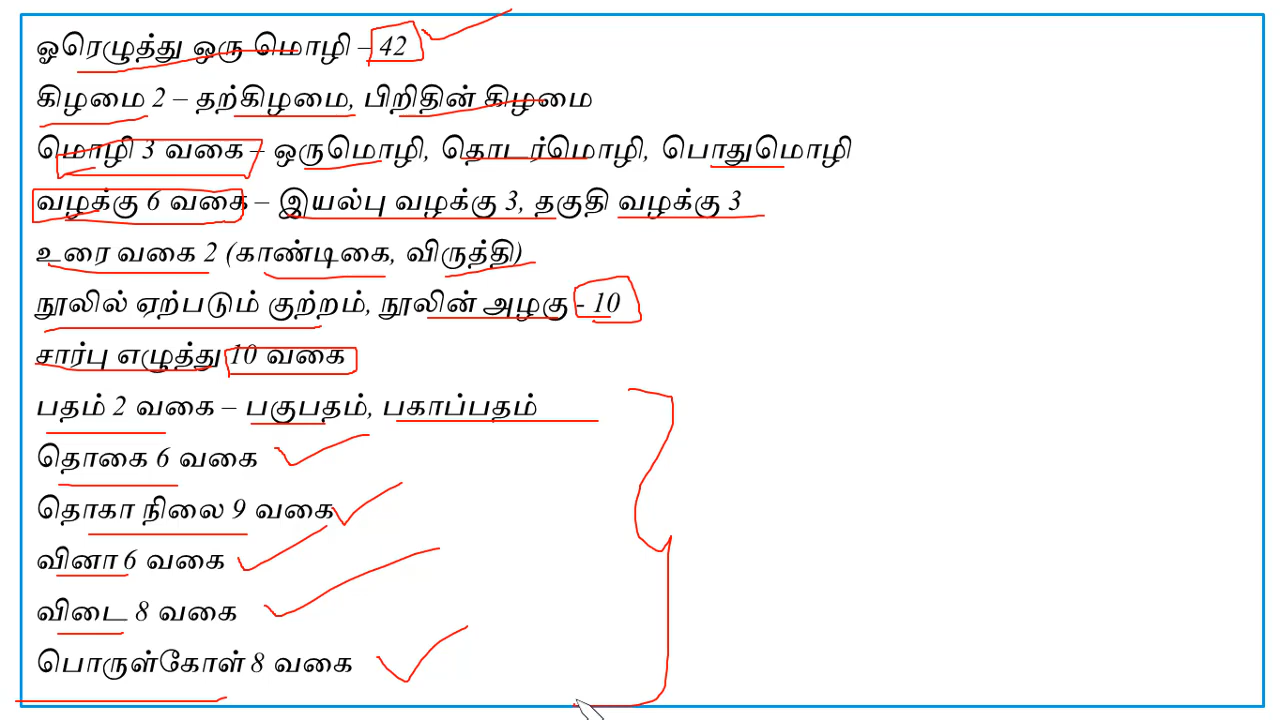 ஓரெழுத்து ஒரு மொழி – 42
கிழமை 2 – தற்கிழமை, பிறிதின் கிழமை
மொழி 3 வகை – ஒருமொழி, தொடர்மொழி, பொதுமொழி
வழக்கு 6 வகை – இயல்பு வழக்கு 3, தகுதி வழக்கு 3
உரை வகை 2 (காண்டிகை, விருத்தி)
நூலில் ஏற்படும் குற்றம், நூலின் அழகு - 10
சார்பு எழுத்து 10 வகை
பதம் 2 வகை – பகுபதம், பகாப்பதம்
தொகை 6 வகை
தொகா நிலை 9 வகை
வினா 6 வகை
விடை 8 வகை
பொருள்கோள் 8 வகை